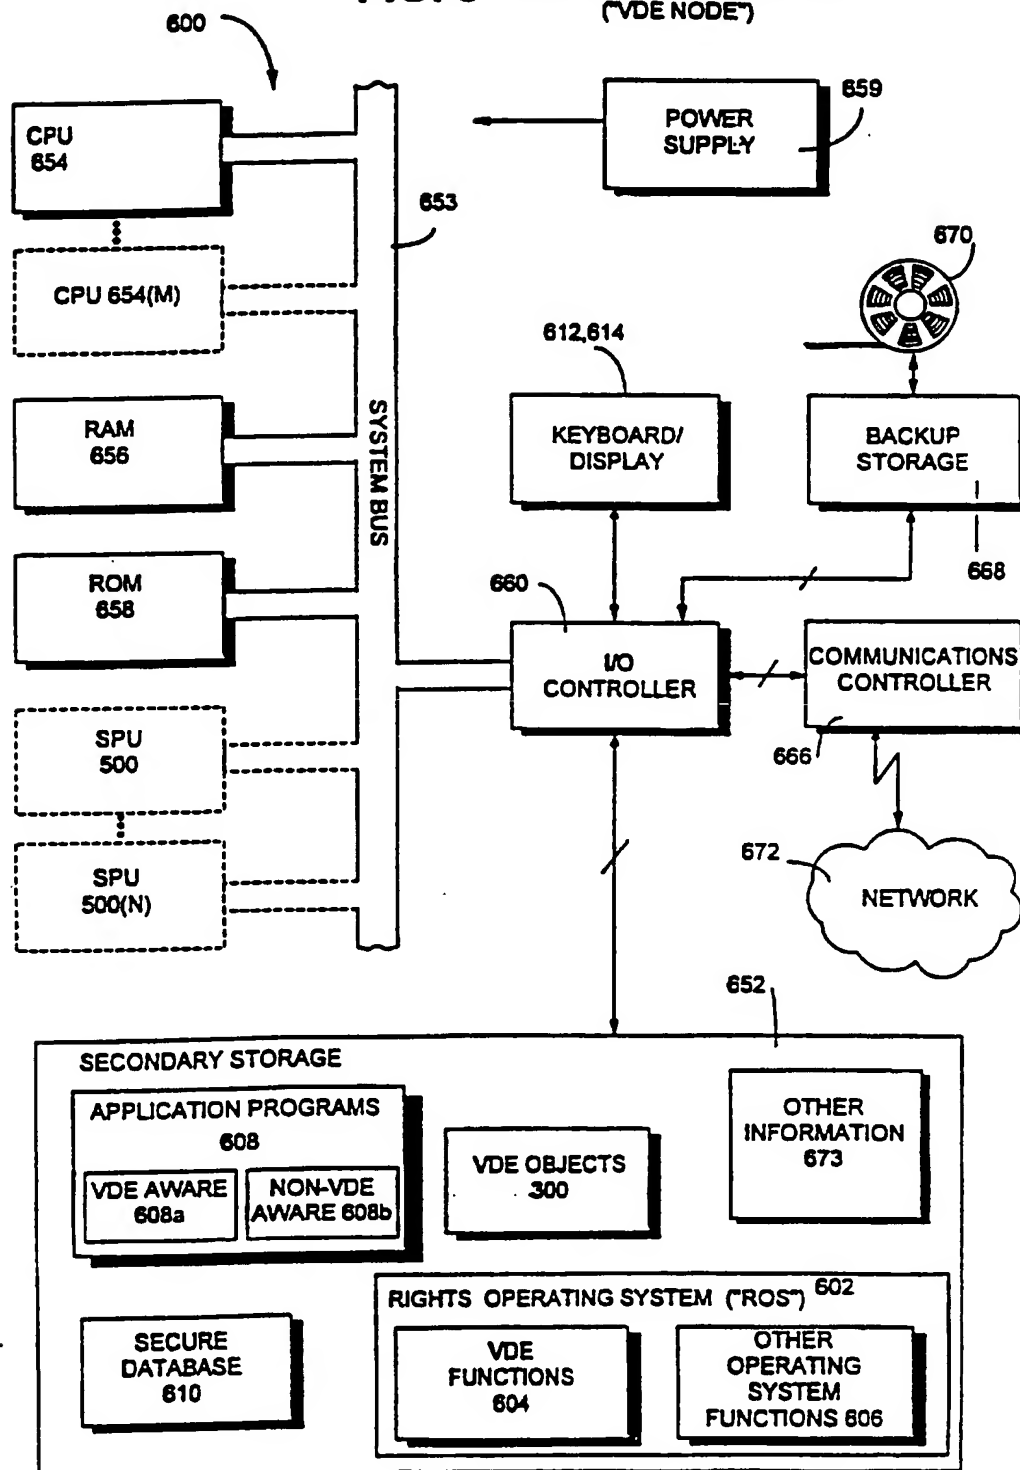 ("VDE NODE")
600
CPU
654
CPU 654(M)
RAM
656
ROM
658
SPU
500
SPU
500(N)
SYSTEM BUS
653
POWER
SUPPLY
659
670
612,614
KEYBOARD/
DISPLAY
BACKUP
STORAGE
668
660
I/O
CONTROLLER
COMMUNICATIONS
CONTROLLER
666
672
NETWORK
652
SECONDARY STORAGE
APPLICATION PROGRAMS
608
VDE AWARE
608a
NON-VDE
AWARE 608b
VDE OBJECTS
300
OTHER
INFORMATION
673
SECURE
DATABASE
610
RIGHTS OPERATING SYSTEM ("ROS") 602
VDE
FUNCTIONS
604
OTHER
OPERATING
SYSTEM
FUNCTIONS 606